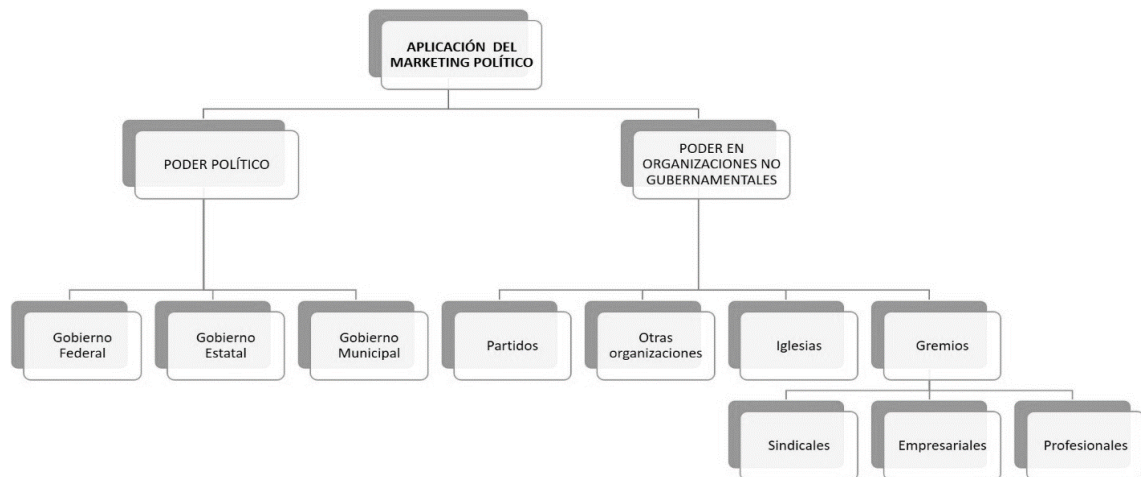 APLICACIÓN DEL
MARKETING POLÍTICO
PODER POLÍTICO
PODER EN
ORGANIZACIONES NO
GUBERNAMENTALES
Gobierno
Federal
Gobierno
Estatal
Gobierno
Municipal
Partidos
Otras
organizaciones
Iglesias
Gremios
Sindicales
Empresariales
Profesionales